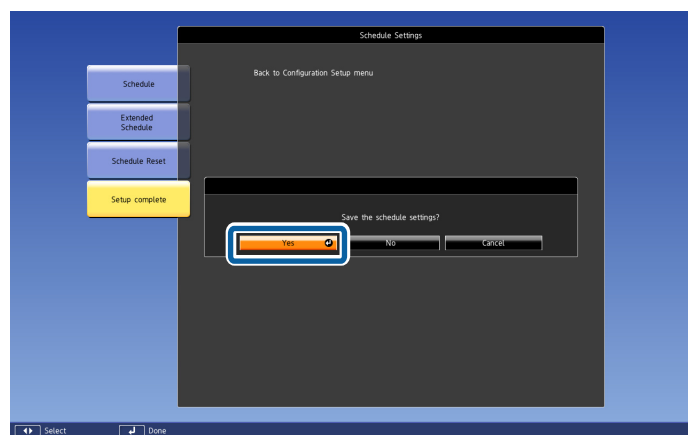 Schedule Settings
Back to Configuration Setup menu
Schedule
Extended
Schedule
Schedule Reset
Setup complete
Save the schedule settings?
Yes
No
Cancel
Select
Done